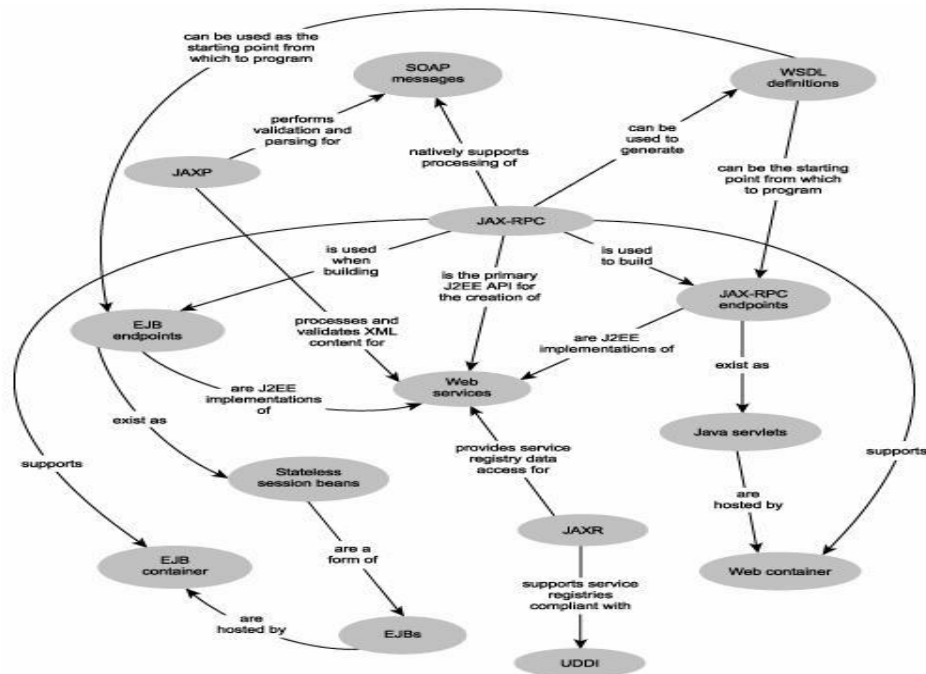 can be used as the
starting point from
which to program
SOAP
messages
WSDL
definitions
performs
validation and
parsing for
can be
used to
generate
natively supports
processing of
can be the starting
point from which
to program
JAXP
JAX-RPC
is used
when
building
is the primary
J2EE API for
the creation of
is used
to build
JAX-RPC
endpoints
EJB
endpoints
processes and
validates XML
content for
are J2EE
implementations of
are J2EE
implementations
of
Web
services
exist as
exist as
Java servlets
supports
Stateless
session beans
provides service
registry data
access for
supports
are
hosted by
JAXR
are a
form of
EJB
container
Web container
supports service
registries
compliant with
are
hosted by
EJBs
UDDI